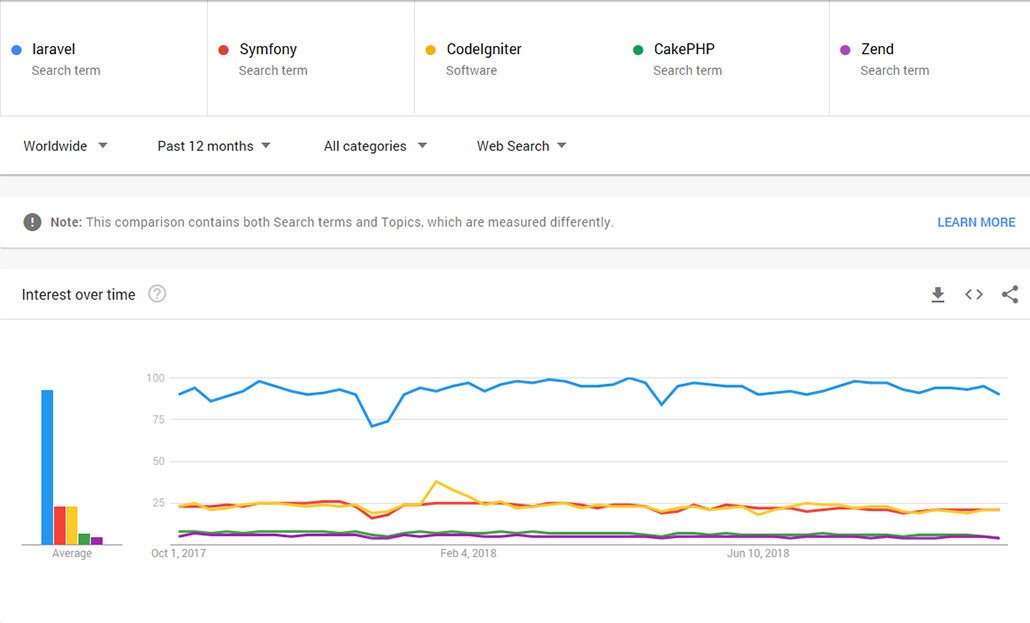 laravel
Search term
Symfony
Search term
CodeIgniter
Software
CakePHP
Search term
Zend
Search term
Worldwide
Past 12 months
All categories
Web Search
Note: This comparison contains both Search terms and Topics, which are measured differently.
LEARN MORE
Interest over time
100
75
50
25
Average
Oct 1, 2017
Feb 4, 2018
Jun 10, 2018